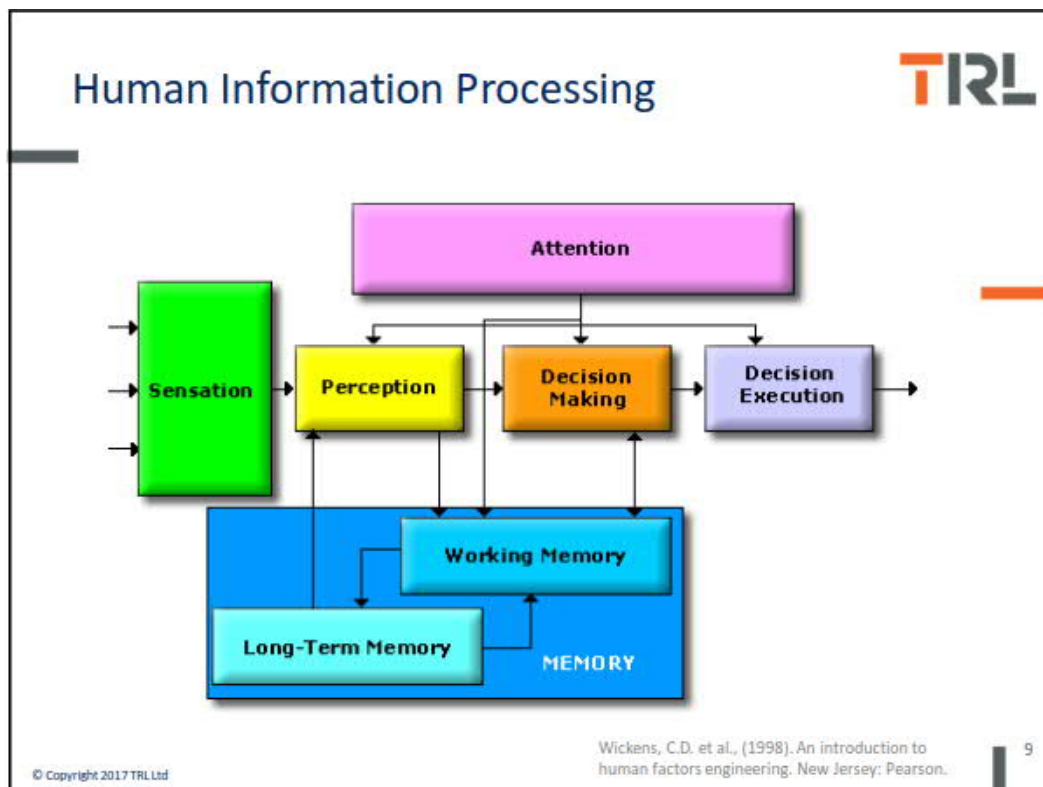 Human Information Processing
TRL
Attention
Sensation
Perception
Decision
Making
Decision
Execution
Working Memory
Long-Term Memory
MEMORY
Wickens, C.D. et al., (1998). An introduction to
human factors engineering. New Jersey: Pearson.
9
© Copyright 2017 TRL Ltd